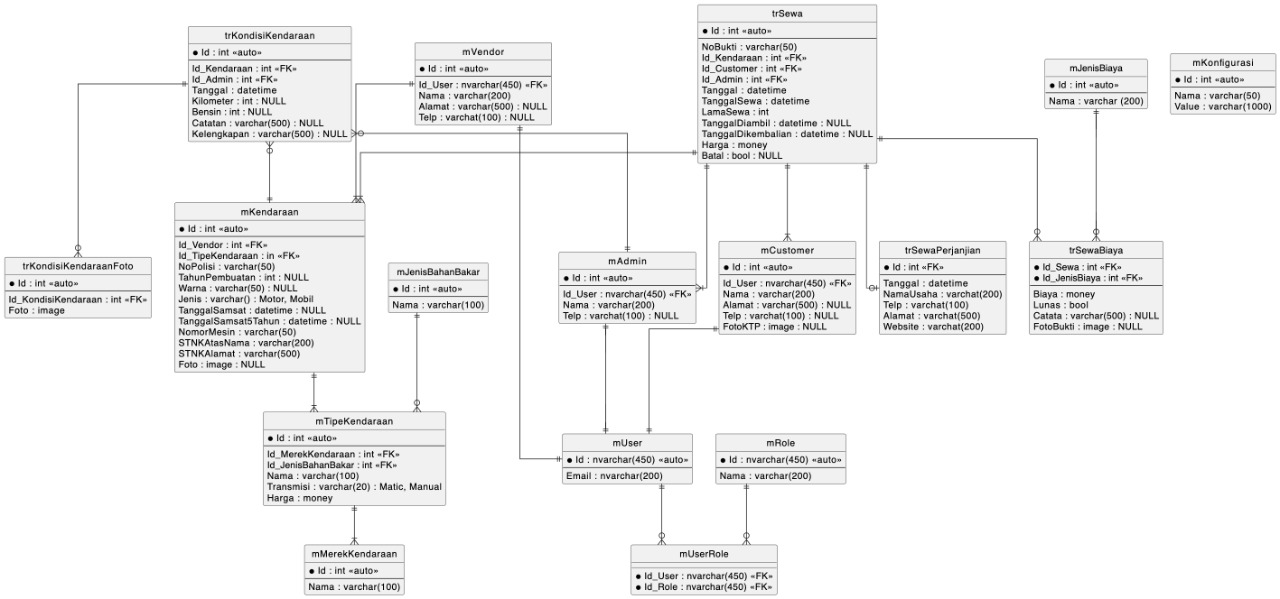 trKondisiKendaraan
● Id : int «auto»
Id_Kendaraan : int «FK»
Id_Admin : int «FK»
Tanggal : datetime
Kilometer : int : NULL
Bensin : int : NULL
Catatan : varchar(500) : NULL
Kelengkapan : varchar(500) : NULL
mVendor
● Id : int «auto»
Id_User : nvarchar(450) «FK»
Nama : varchar(200)
Alamat : varchar(500) : NULL
Telp : varchat(100) : NULL
trSewa
● Id : int «auto»
NoBukti : varchar(50)
Id_Kendaraan : int «FK»
Id_Customer : int «FK»
Id_Admin : int «FK»
Tanggal : datetime
TanggalSewa : datetime
LamaSewa : int
TanggalDiambil : datetime : NULL
TanggalDikembalian : datetime : NULL
Harga : money
Batal : bool : NULL
mJenisBiaya
● Id : int «auto»
Nama : varchar (200)
mKonfigurasi
● Id : int «auto»
Nama : varchar(50)
Value : varchar(1000)
trKondisiKendaraanFoto
● Id : int «auto»
Id_KondisiKendaraan : int «FK»
Foto : image
mKendaraan
● Id : int «auto»
Id_Vendor : int «FK»
Id_TipeKendaraan : in «FK»
NoPolisi : varchar(50)
TahunPembuatan : int : NULL
Warna : varchar(50) : NULL
Jenis : varchar() : Motor, Mobil
TanggalSamsat : datetime : NULL
TanggalSamsat5Tahun : datetime : NULL
NomorMesin : varchar(50)
STNKAtasNama : varchar(200)
STNKAlamat : varchar(500)
Foto : image : NULL
mJenisBahanBakar
● Id : int «auto»
Nama : varchar(100)
mAdmin
● Id : int «auto»
Id_User : nvarchar(450) «FK»
Nama : varchar(200)
Telp : varchat(100) : NULL
mCustomer
● Id : int «auto»
Id_User : nvarchar(450) «FK»
Nama : varchar(200)
Alamat : varchar(500) : NULL
Telp : varchat(100) : NULL
FotoKTP : image : NULL
trSewaPerjanjian
● Id : int «FK»
Tanggal : datetime
NamaUsaha : varchat(200)
Telp : varchat(100)
Alamat : varchat(500)
Website : varchat(200)
trSewaBiaya
● Id_Sewa : int «FK»
● Id_JenisBiaya : int «FK»
Biaya : money
Lunas : bool
Catata : varchar(500) : NULL
FotoBukti : image : NULL
mTipeKendaraan
● Id : int «auto»
Id_MerekKendaraan : int «FK»
Id_JenisBahanBakar : int «FK»
Nama : varchar(100)
Transmisi : varchar(20) : Matic, Manual
Harga : money
mUser
● Id : nvarchar(450) «auto»
Email : nvarchar(200)
mRole
● Id : nvarchar(450) «auto»
Nama : varchar(200)
mMerekKendaraan
● Id : int «auto»
Nama : varchar(100)
mUserRole
● Id_User : nvarchar(450) «FK»
● Id_Role : nvarchar(450) «FK»